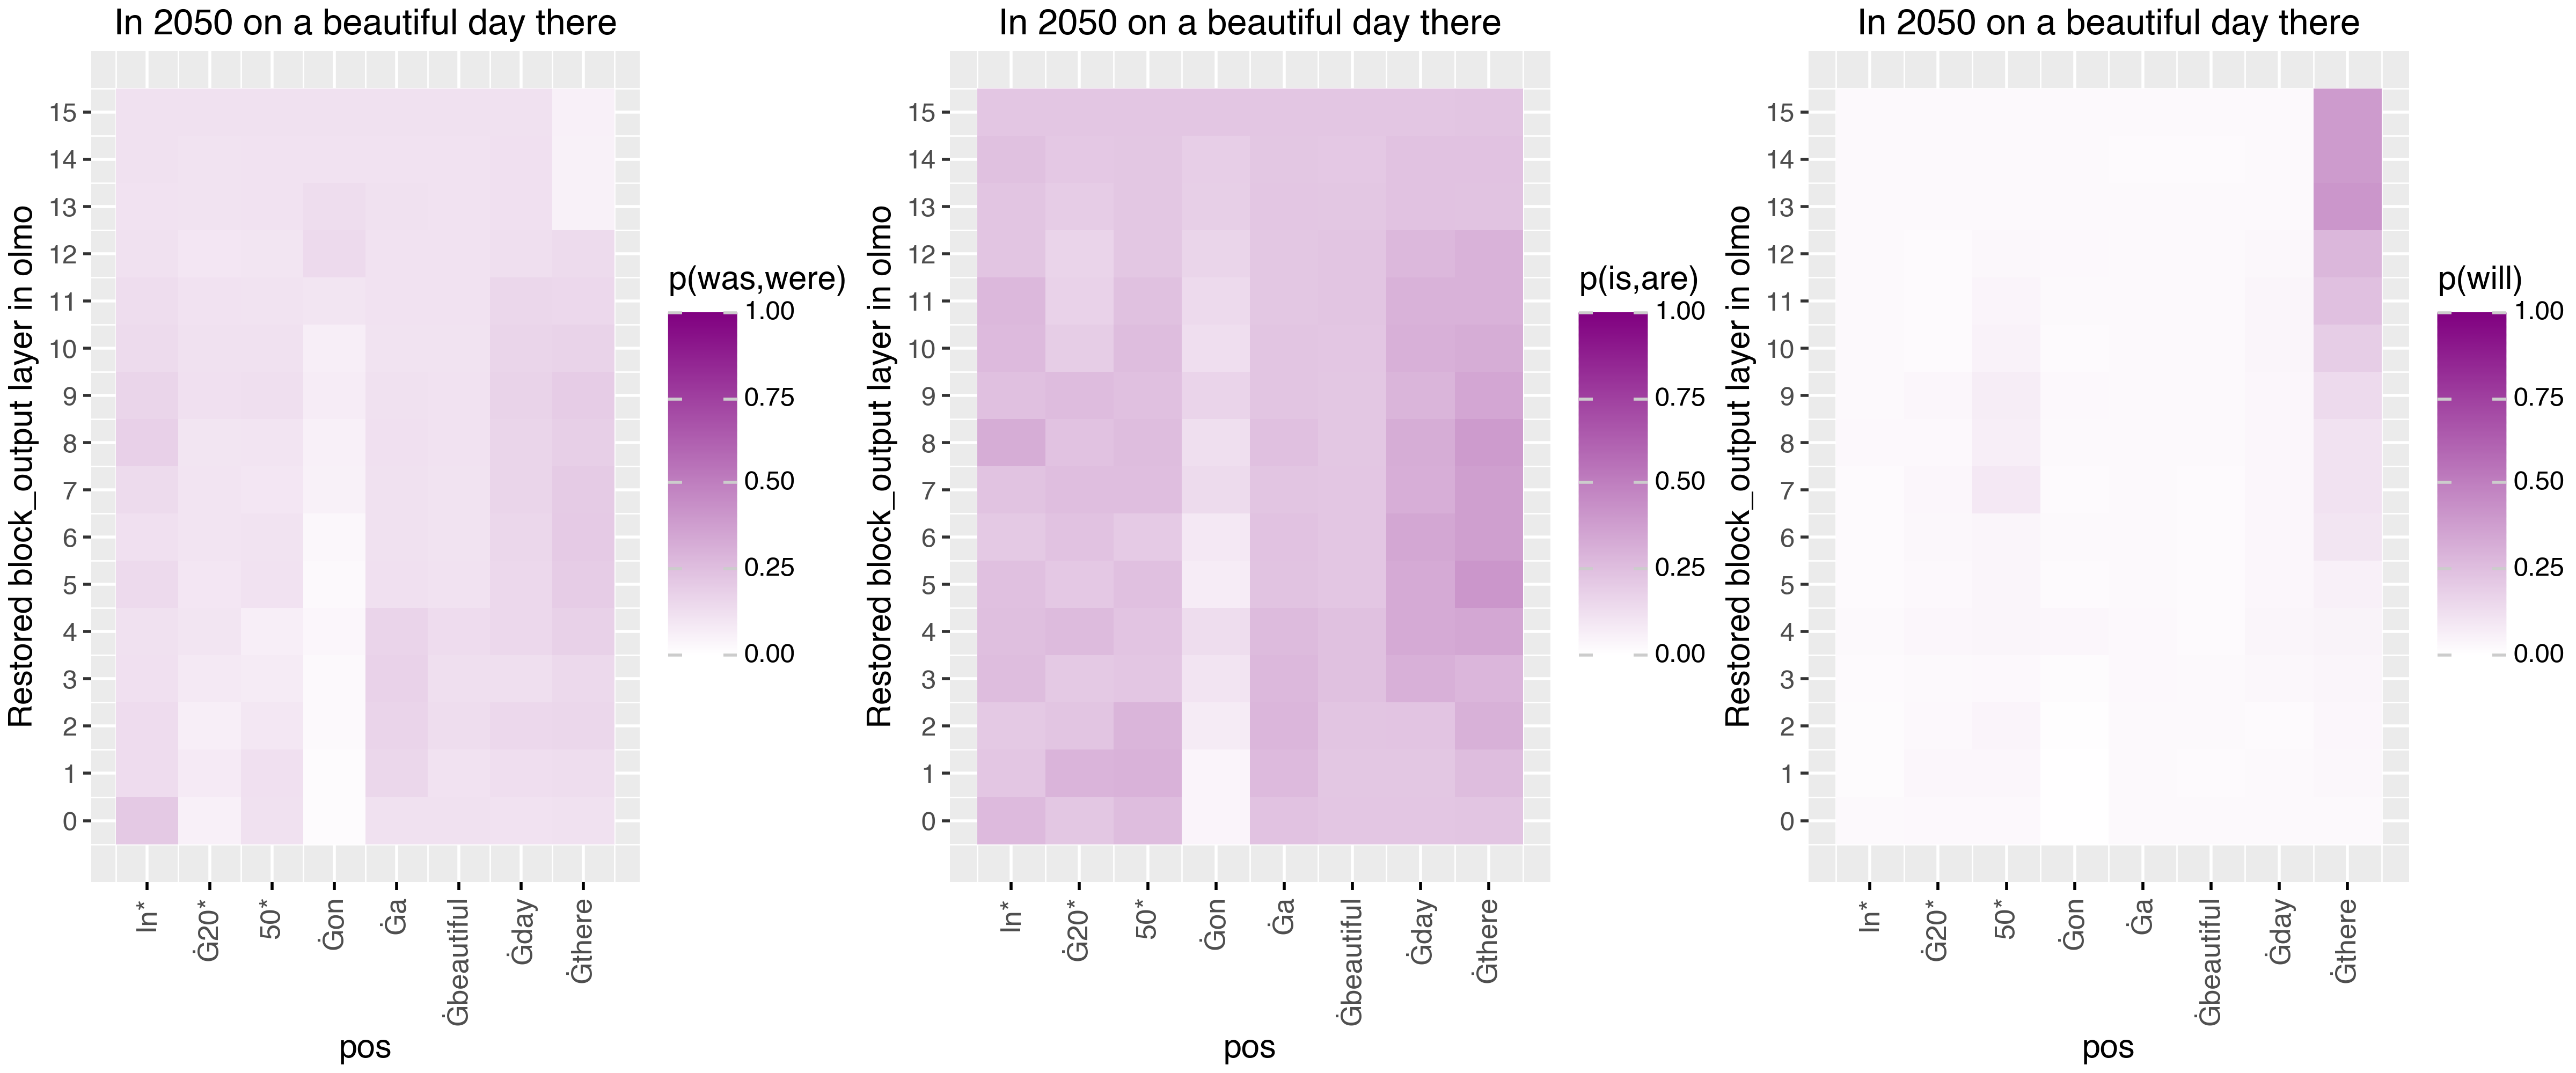 In 2050 on a beautiful day there
Restored block_output layer in olmo
15
14
13
12
11
10
9
8
7
6
5
4
3
2
1
0
In*
Ġ20*
50*
Ġon
Ġa
Ġbeautiful
Ġday
Ġthere
pos
p(was,were)
1.00
0.75
0.50
0.25
0.00
In 2050 on a beautiful day there
Restored block_output layer in olmo
15
14
13
12
11
10
9
8
7
6
5
4
3
2
1
0
In*
Ġ20*
50*
Ġon
Ġa
Ġbeautiful
Ġday
Ġthere
pos
p(is,are)
1.00
0.75
0.50
0.25
0.00
In 2050 on a beautiful day there
Restored block_output layer in olmo
15
14
13
12
11
10
9
8
7
6
5
4
3
2
1
0
In*
Ġ20*
50*
Ġon
Ġa
Ġbeautiful
Ġday
Ġthere
pos
p(will)
1.00
0.75
0.50
0.25
0.00